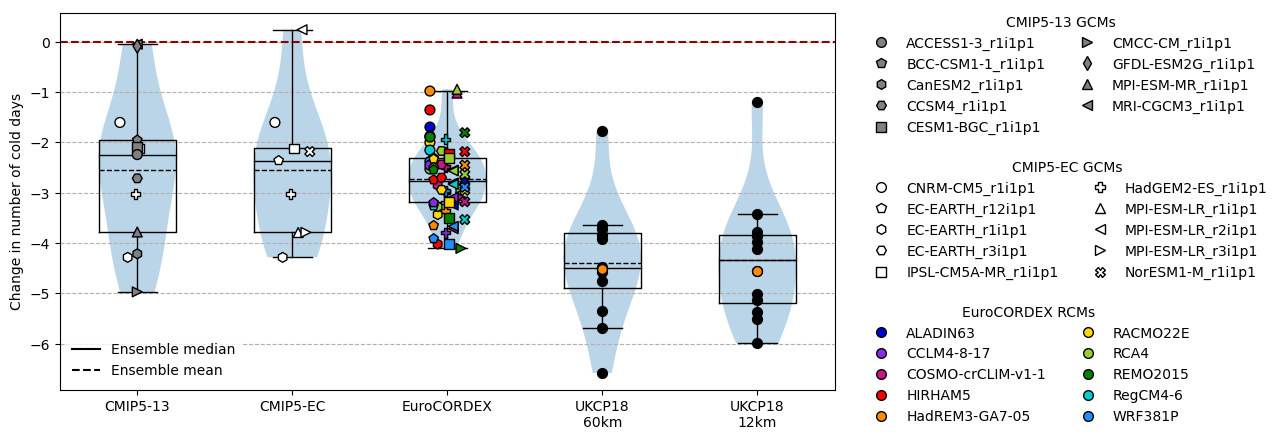 Change in number of cold days
0
−1
−2
−3
−4
−5
−6
Ensemble median
Ensemble mean
CMIP5-13
CMIP5-EC
EuroCORDEX
UKCP18
60km
UKCP18
12km
CMIP5-13 GCMs
ACCESS1-3_r1i1p1
BCC-CSM1-1_r1i1p1
CanESM2_r1i1p1
CCSM4_r1i1p1
CESM1-BGC_r1i1p1
CMCC-CM_r1i1p1
GFDL-ESM2G_r1i1p1
MPI-ESM-MR_r1i1p1
MRI-CGCM3_r1i1p1
CMIP5-EC GCMs
CNRM-CM5_r1i1p1
EC-EARTH_r12i1p1
EC-EARTH_r1i1p1
EC-EARTH_r3i1p1
IPSL-CM5A-MR_r1i1p1
HadGEM2-ES_r1i1p1
MPI-ESM-LR_r1i1p1
MPI-ESM-LR_r2i1p1
MPI-ESM-LR_r3i1p1
NorESM1-M_r1i1p1
EuroCORDEX RCMs
ALADIN63
CCLM4-8-17
COSMO-crCLIM-v1-1
HIRHAM5
HadREM3-GA7-05
RACMO22E
RCA4
REMO2015
RegCM4-6
WRF381P